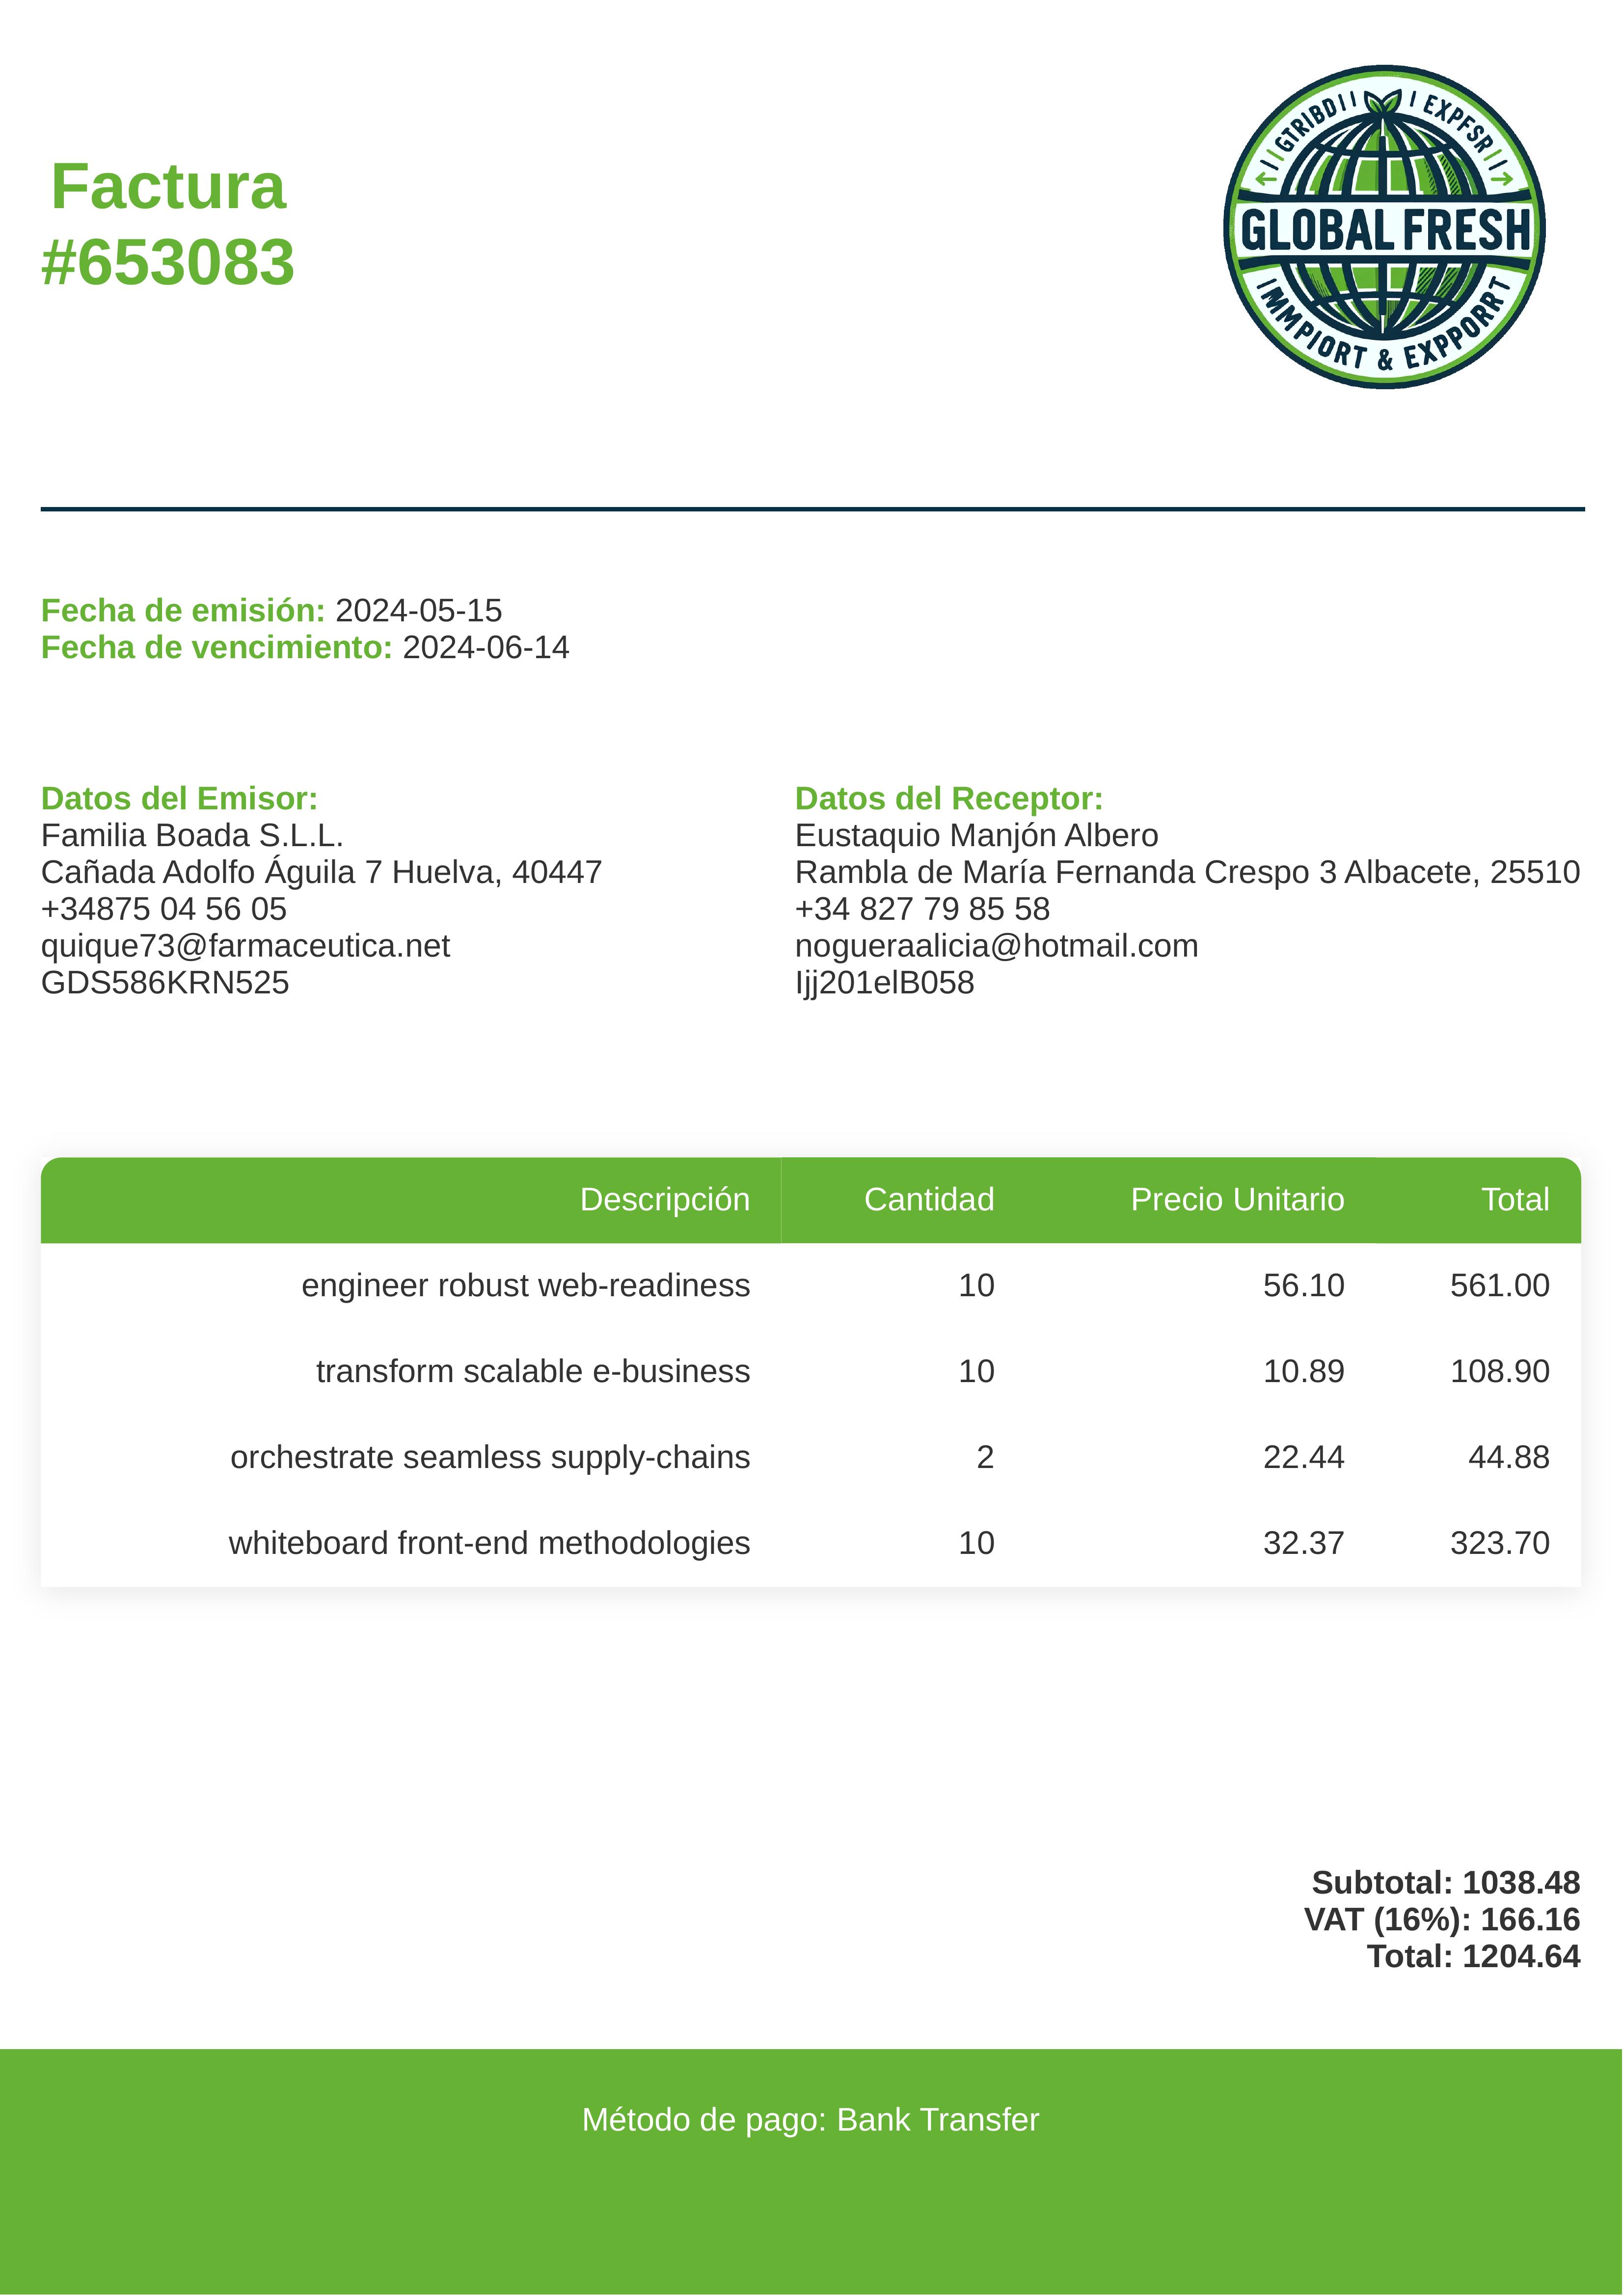 Factura
#653083
GTRIBDII EXPFSR
GLOBAL FRESH
IMMPIORT & EXPPORRT
Fecha de emisión: 2024-05-15
Fecha de vencimiento: 2024-06-14
Datos del Emisor:
Familia Boada S.L.L.
Cañada Adolfo Águila 7 Huelva, 40447
+34875 04 56 05
quique73@farmaceutica.net
GDS586KRN525
Datos del Receptor:
Eustaquio Manjón Albero
Rambla de María Fernanda Crespo 3 Albacete, 25510
+34 827 79 85 58
nogueraalicia@hotmail.com
Ijj201elB058
Descripción Cantidad Precio Unitario Total
engineer robust web-readiness 10 56.10 561.00
transform scalable e-business 10 10.89 108.90
orchestrate seamless supply-chains 2 22.44 44.88
whiteboard front-end methodologies 10 32.37 323.70
Subtotal: 1038.48
VAT (16%): 166.16
Total: 1204.64
Método de pago: Bank Transfer